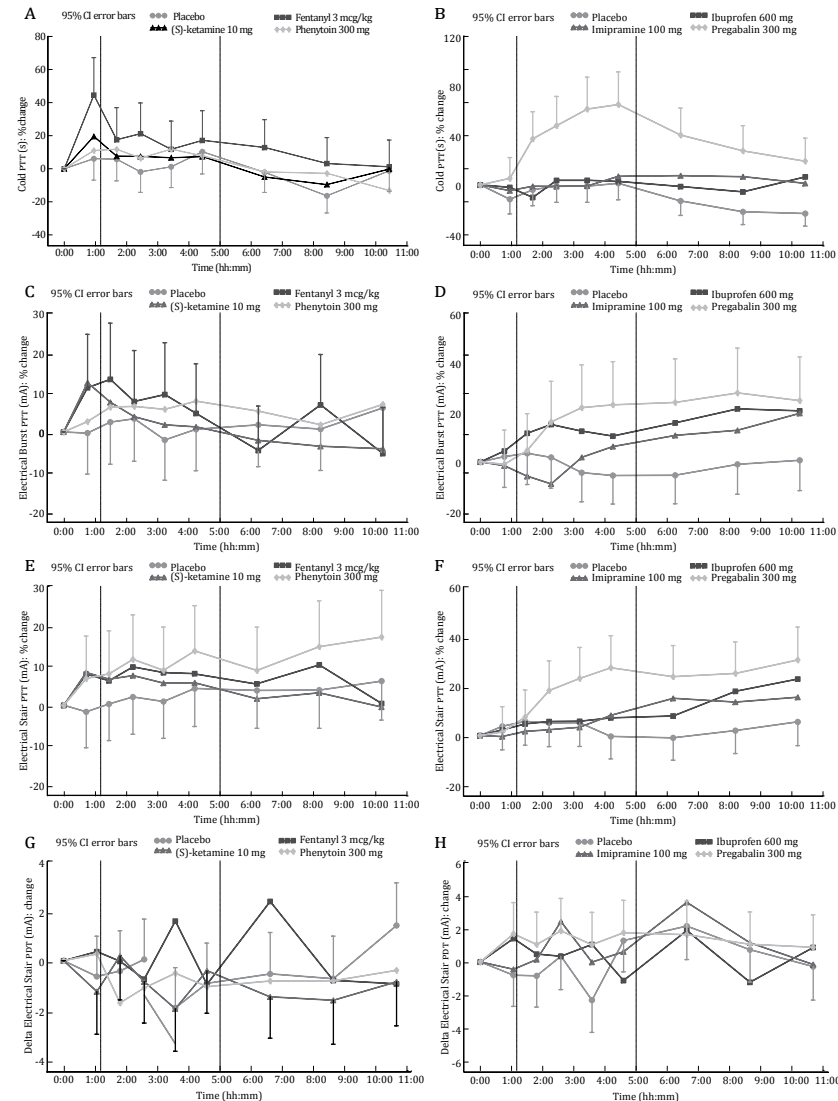 A
95% CI error bars
Placebo
Fentanyl 3 mcg/kg
(S)-ketamine 10 mg
Phenytoin 300 mg
Cold PTT (s): % change
80
60
40
20
0
-20
-40
0:00 1:00 2:00 3:00 4:00 5:00 6:00 7:00 8:00 9:00 10:00 11:00
Time (hh:mm)
B
95% CI error bars
Placebo
Ibuprofen 600 mg
Imipramine 100 mg
Pregabalin 300 mg
Cold PTT(s): % change
120
80
40
0
-40
0:00 1:00 2:00 3:00 4:00 5:00 6:00 7:00 8:00 9:00 10:00 11:00
Time (hh:mm)
C
95% CI error bars
Placebo
Fentanyl 3 mcg/kg
(S)-ketamine 10 mg
Phenytoin 300 mg
Electrical Burst PTT (mA): % change
30
20
10
0
-10
-20
0:00 1:00 2:00 3:00 4:00 5:00 6:00 7:00 8:00 9:00 10:00 11:00
Time (hh:mm)
D
95% CI error bars
Placebo
Ibuprofen 600 mg
Imipramine 100 mg
Pregabalin 300 mg
Electrical Burst PTT (mA): % change
60
40
20
0
-20
0:00 1:00 2:00 3:00 4:00 5:00 6:00 7:00 8:00 9:00 10:00 11:00
Time (hh:mm)
E
95% CI error bars
Placebo
Fentanyl 3 mcg/kg
(S)-ketamine 10 mg
Phenytoin 300 mg
Electrical Stair PTT (mA): % change
30
20
10
0
-10
-20
0:00 1:00 2:00 3:00 4:00 5:00 6:00 7:00 8:00 9:00 10:00 11:00
Time (hh:mm)
F
95% CI error bars
Placebo
Ibuprofen 600 mg
Imipramine 100 mg
Pregabalin 300 mg
Electrical Stair PTT (mA): % change
60
40
20
0
-20
0:00 1:00 2:00 3:00 4:00 5:00 6:00 7:00 8:00 9:00 10:00 11:00
Time (hh:mm)
G
95% CI error bars
Placebo
Fentanyl 3 mcg/kg
(S)-ketamine 10 mg
Phenytoin 300 mg
Delta Electrical Stair PDT (mA): change
4
2
0
-2
-4
0:00 1:00 2:00 3:00 4:00 5:00 6:00 7:00 8:00 9:00 10:00 11:00
Time (hh:mm)
H
95% CI error bars
Placebo
Ibuprofen 600 mg
Imipramine 100 mg
Pregabalin 300 mg
Delta Electrical Stair PTT (mA): change
6
4
2
0
-2
-4
-6
0:00 1:00 2:00 3:00 4:00 5:00 6:00 7:00 8:00 9:00 10:00 11:00
Time (hh:mm)